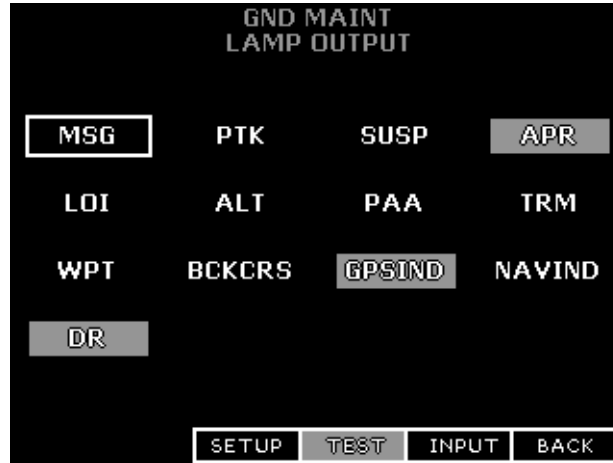 GND MAINT
LAMP OUTPUT
MSG PTK SUSP APR
LOI ALT PAA TRM
WPT BCKCRS GPSIND NAVIND
DR
SETUP TEST INPUT BACK